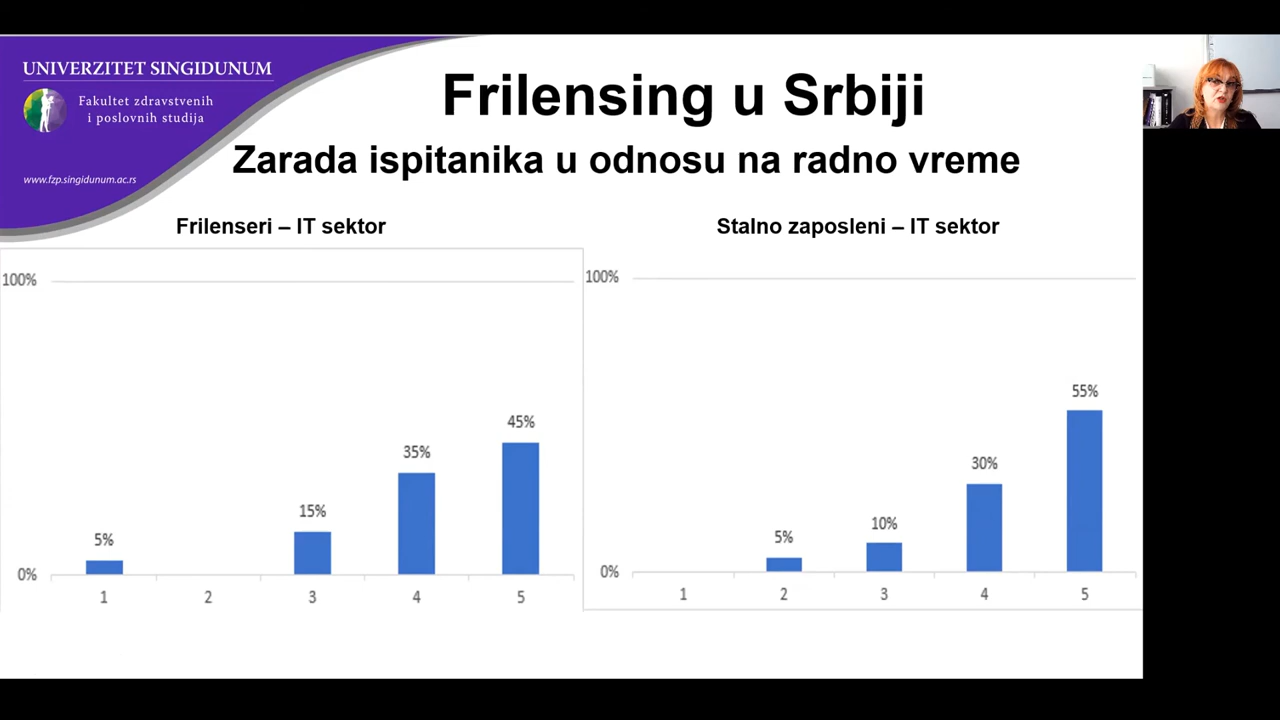 UNIVERZITET SINGIDUNUM
Fakultet zdravstvenih
i poslovnih studija
www.fzp.singidunum.ac.rs
Frilensing u Srbiji
Zarada ispitanika u odnosu na radno vreme
Frilenseri – IT sektor
100%
45%
35%
15%
5%
0%
1 2 3 4 5
Stalno zaposleni – IT sektor
100%
55%
30%
10%
5%
0%
1 2 3 4 5